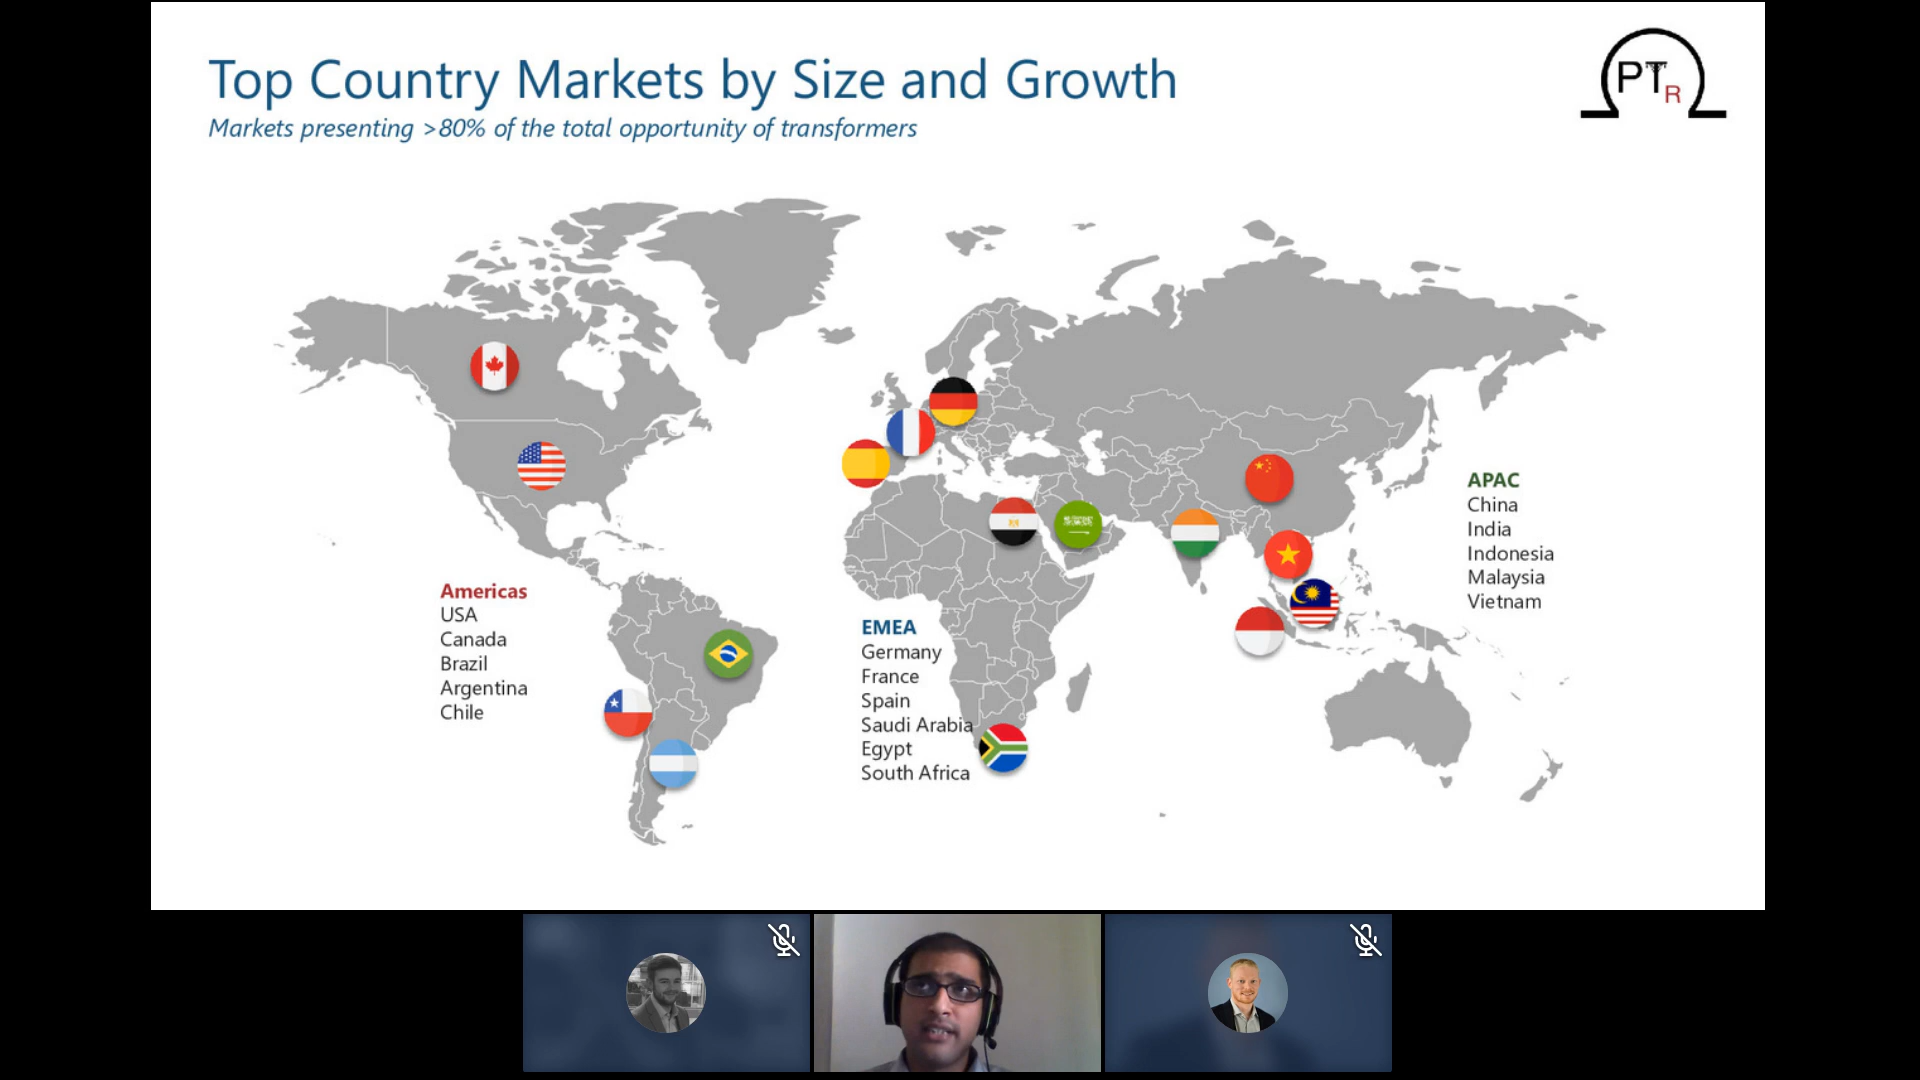 Top Country Markets by Size and Growth
Markets presenting >80% of the total opportunity of transformers
PTR
Americas
USA
Canada
Brazil
Argentina
Chile
EMEA
Germany
France
Spain
Saudi Arabia
Egypt
South Africa
APAC
China
India
Indonesia
Malaysia
Vietnam